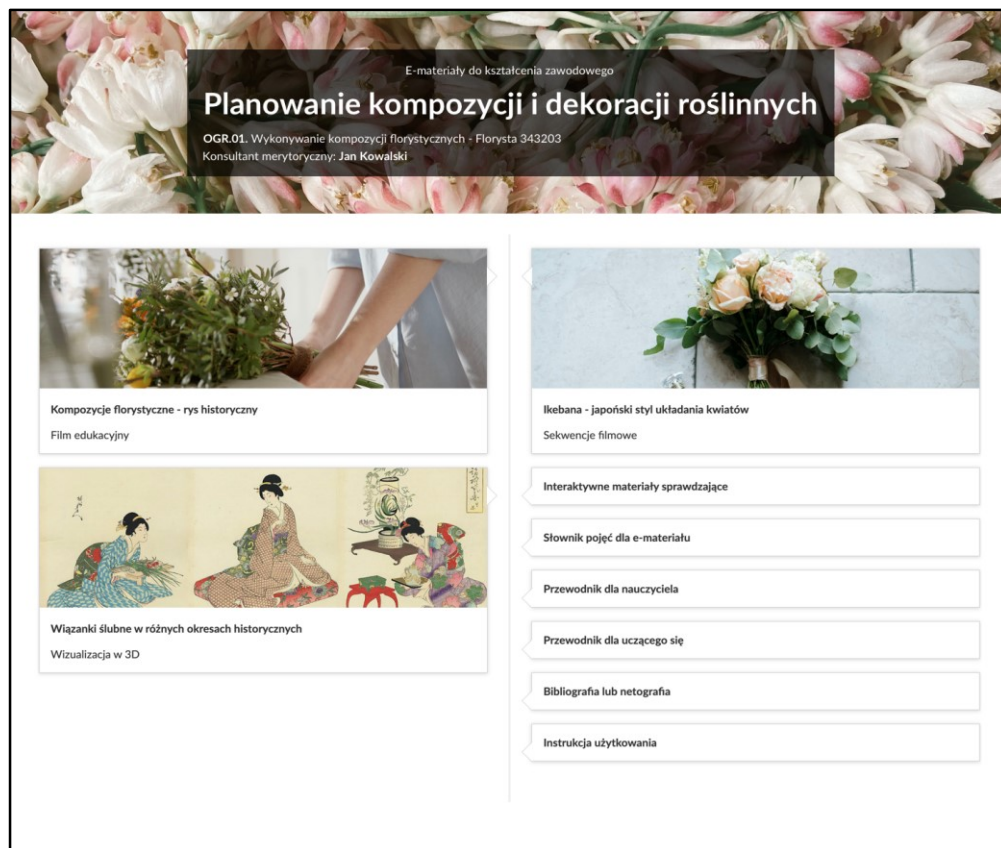 E-materiały do kształcenia zawodowego
Planowanie kompozycji i dekoracji roślinnych
OGR.01. Wykonywanie kompozycji florystycznych - Florysta 343203
Konsultant merytoryczny: Jan Kowalski
Kompozycje florystyczne - rys historyczny
Film edukacyjny
Wiązanki ślubne w różnych okresach historycznych
Wizualizacja w 3D
Ikebana - japoński styl układania kwiatów
Sekwencje filmowe
Interaktywne materiały sprawdzające
Słownik pojęć dla e-materiału
Przewodnik dla nauczyciela
Przewodnik dla uczącego się
Bibliografia lub netografia
Instrukcja użytkowania